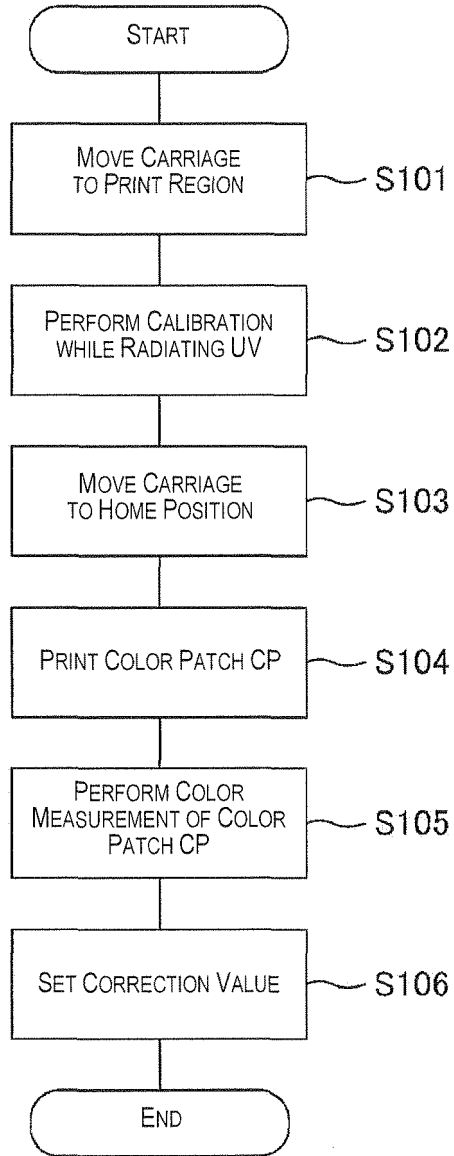 START
MOVE CARRIAGE
TO PRINT REGION
S101
PERFORM CALIBRATION
WHILE RADIATING UV
S102
MOVE CARRIAGE
TO HOME POSITION
S103
PRINT COLOR PATCH CP
S104
PERFORM COLOR
MEASUREMENT OF COLOR
PATCH CP
S105
SET CORRECTION VALUE
S106
END